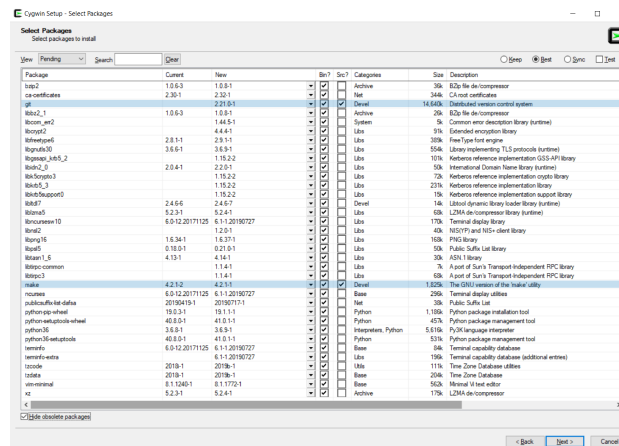 Cygwin Setup - Select Packages
Select Packages
Select packages to install
View Pending Search Clear Keep Best Sync Test
Package Current New Bin? Src? Categories Size Description
bzip2 1.0.6-3 1.0.8-1 Archive 36k BZip file de/compressor
ca-certificates 2.30-1 2.32-1 Net 344k CA root certificates
git 2.21.0-1 Devel 14,640k Distributed version control system
libbz2_1 1.0.6-3 1.0.8-1 Archive 26k BZip file de/compressor
libcom_err2 1.44.5-1 System 5k Common error description library (runtime)
libcrypt2 4.4.4-1 Libs 91k Extended encryption library
libfreetype6 2.8.1-1 2.9.1-1 Libs 389k FreeType font engine
libgnutls30 3.6.6-1 3.6.9-1 Libs 554k Library implementing TLS protocols (runtime)
libgssapi_krb5_2 1.15.2-2 Libs 101k Kerberos reference implementation GSS-API library
libidn2_0 2.0.4-1 2.2.0-1 Libs 50k International Domain Name library (runtime)
libk5crypto3 1.15.2-2 Libs 72k Kerberos reference implementation crypto library
libkrb5_3 1.15.2-2 Libs 231k Kerberos reference implementation library
libkrb5support0 1.15.2-2 Libs 15k Kerberos reference implementation support library
libltdl7 2.4.6-6 2.4.6-7 Devel 14k Libtool dynamic library loader library (runtime)
liblzma5 5.2.3-1 5.2.4-1 Libs 68k LZMA de/compressor library (runtime)
libncursesw10 6.0-12.20171125 6.1-1.20190727 Libs 170k Terminal display library
libnsl2 1.2.0-1 Libs 40k NIS(YP) and NIS+ client library
libpng16 1.6.34-1 1.6.37-1 Libs 168k PNG library
libpsl5 0.18.0-1 0.21.0-1 Libs 50k Public Suffix List library
libtasn1_6 4.13-1 4.14-1 Libs 30k ASN.1 library
libtirpc-common 1.1.4-1 Libs 7k A port of Sun's Transport-Independent RPC library
libtirpc3 1.1.4-1 Libs 68k A port of Sun's Transport-Independent RPC library
make 4.2.1-2 4.2.1-1 Devel 1,825k The GNU version of the 'make' utility
ncurses 6.0-12.20171125 6.1-1.20190727 Base 296k Terminal display utilities
publicsuffix-list-dafsa 20190419-1 20190717-1 Net 38k Public Suffix List
python-pip-wheel 19.0.3-1 19.1.1-1 Python 1,186k Python package installation tool
python-setuptools-wheel 40.8.0-1 41.0.1-1 Python 457k Python package management tool
python36 3.6.8-1 3.6.9-1 Interpreters, Python 5,616k Py3K language interpreter
python36-setuptools 40.8.0-1 41.0.1-1 Python 531k Python package management tool
terminfo 6.0-12.20171125 6.1-1.20190727 Base 84k Terminal capability database
terminfo-extra 6.1-1.20190727 Libs 196k Terminal capability database (additional entries)
tzcode 2018i-1 2019b-1 Utils 111k Time Zone Database utilities
tzdata 2018i-1 2019b-1 Base 204k Time Zone Database
vim-minimal 8.1.1240-1 8.1.1772-1 Base 562k Minimal Vi text editor
xz 5.2.3-1 5.2.4-1 Archive 179k LZMA de/compressor
Hide obsolete packages
< Back Next > Cancel